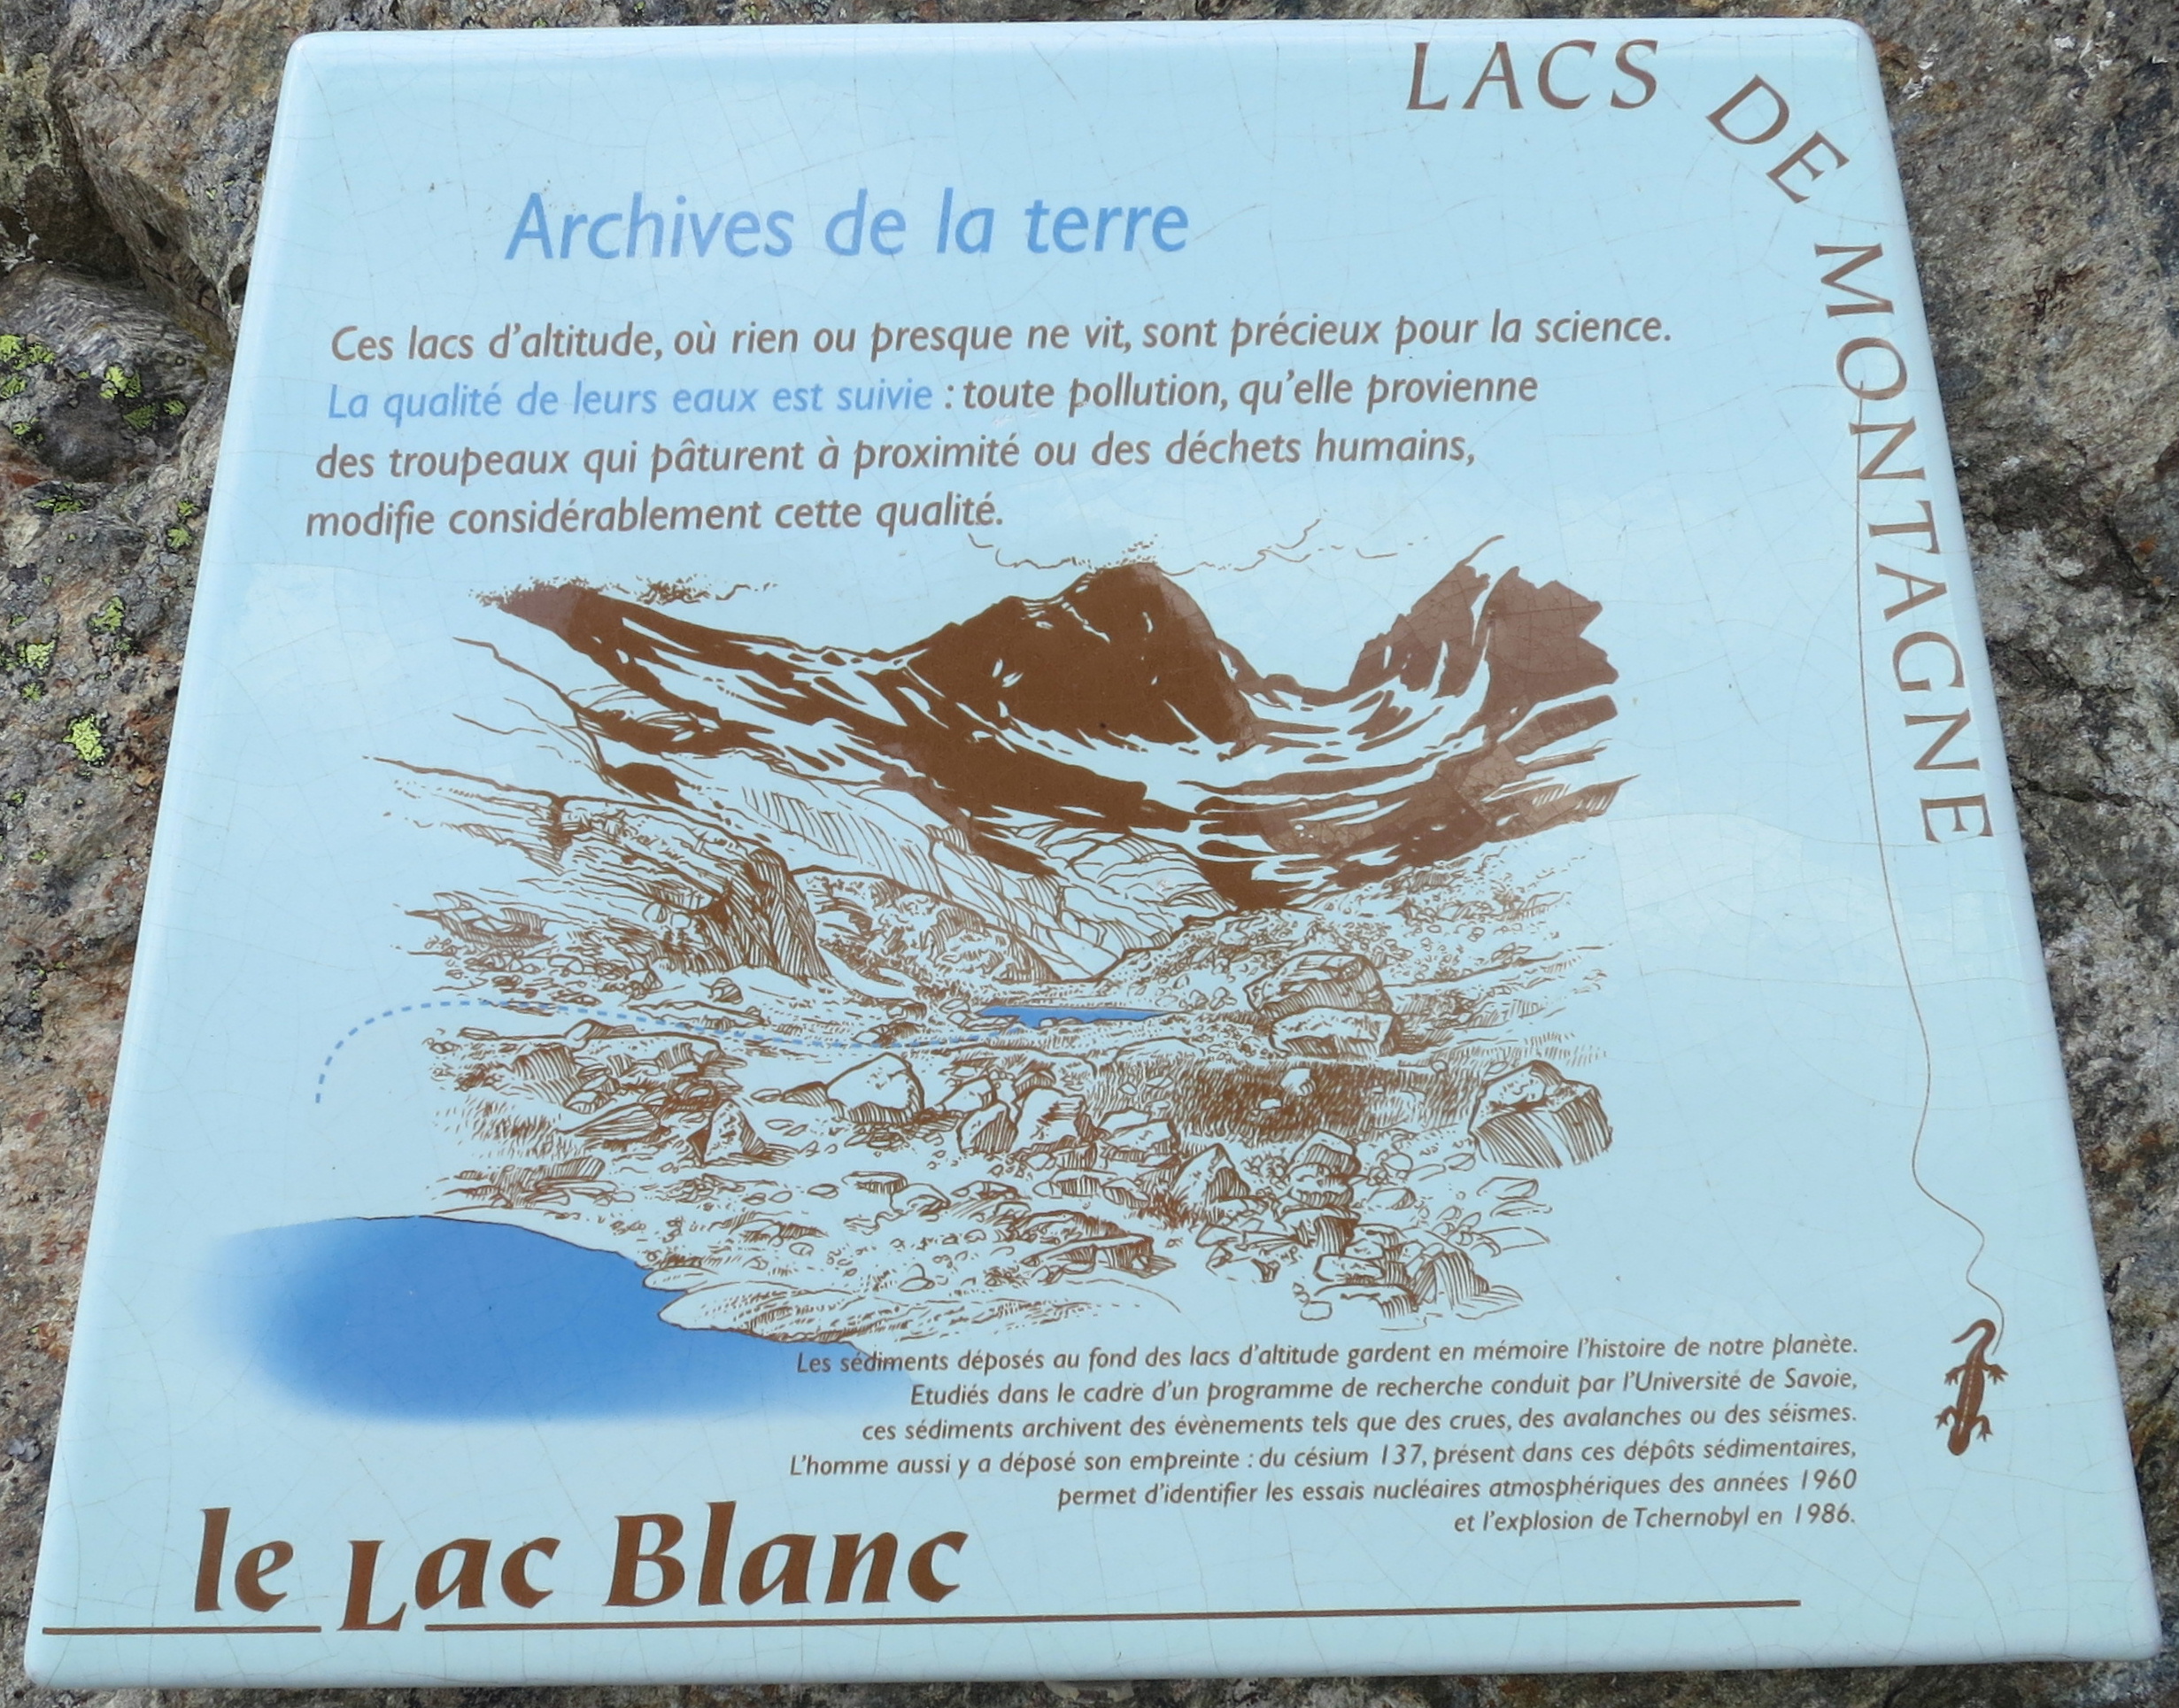 LACS DE MONTAGNE
Archives de la terre
Ces lacs d'altitude, où rien ou presque ne vit, sont précieux pour la science.
La qualité de leurs eaux est suivie : toute pollution, qu'elle provienne
des troupeaux qui pâturent à proximité ou des déchets humains,
modifie considérablement cette qualité.
Les sédiments déposés au fond des lacs d'altitude gardent en mémoire l'histoire de notre planète.
Etudiés dans le cadre d'un programme de recherche conduit par l'Université de Savoie,
ces sédiments archivent des évènements tels que des crues, des avalanches ou des séismes.
L'homme aussi y a déposé son empreinte : du césium 137, présent dans ces dépôts sédimentaires,
permet d'identifier les essais nucléaires atmosphériques des années 1960
et l'explosion de Tchernobyl en 1986.
le Lac Blanc